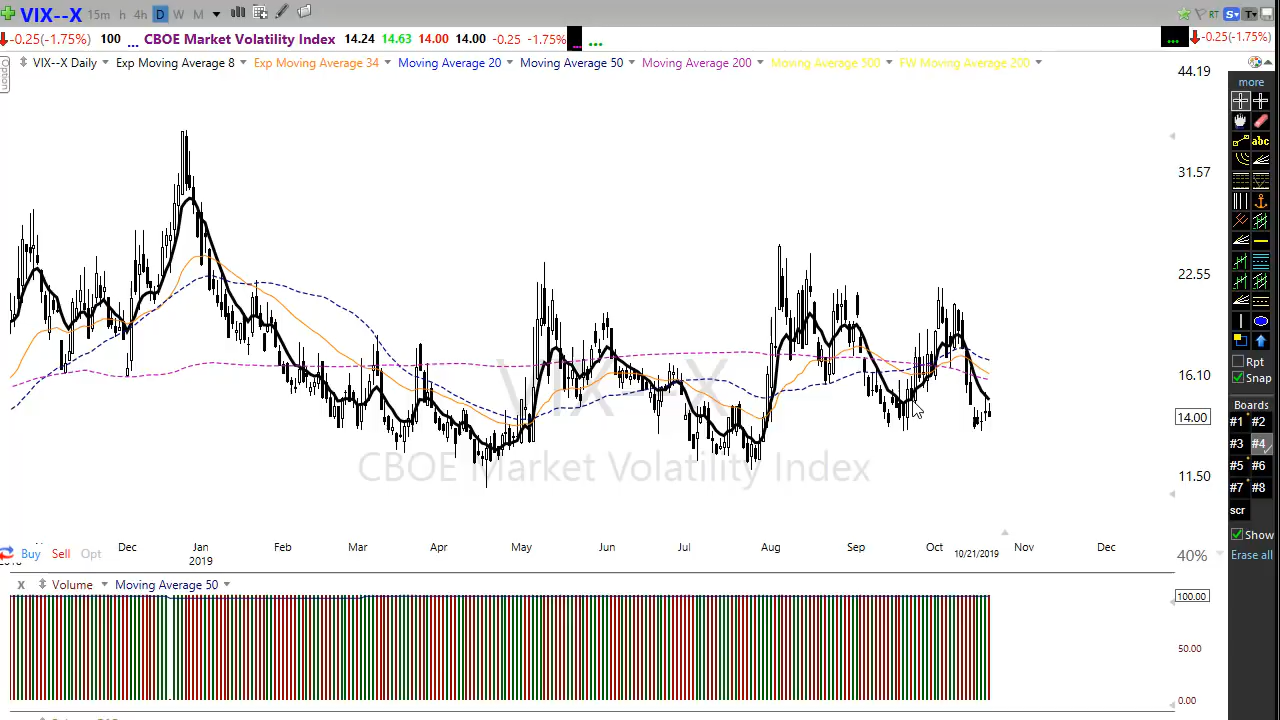 VIX--X 15m h 4h D W M RT S T
-0.25(-1.75%) 100 ... CBOE Market Volatility Index 14.24 14.63 14.00 14.00 -0.25 -1.75% ... ... ... -0.25(-1.75%)
Option
VIX--X Daily Exp Moving Average 8 Exp Moving Average 34 Moving Average 20 Moving Average 50 Moving Average 200 Moving Average 500 FW Moving Average 200
44.19
31.57
22.55
16.10
14.00
11.50
VIX--X
CBOE Market Volatility Index
Dec Jan Feb Mar Apr May Jun Jul Aug Sep Oct 10/21/2019 Nov Dec
2019
Buy Sell Opt
40%
X Volume Moving Average 50
100.00
50.00
0.00
more
abc
Rpt
Snap
Boards
#1 #2
#3 #4
#5 #6
#7 #8
scr
Show
Erase all